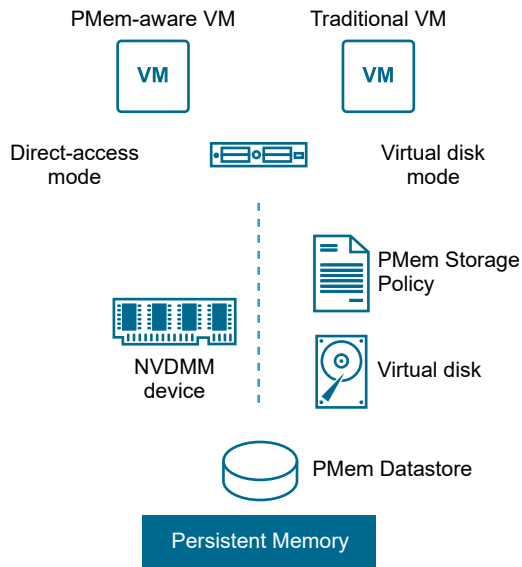 PMem-aware VM
Traditional VM
VM
VM
Direct-access
mode
Virtual disk
mode
PMem Storage
Policy
NVDMM
device
Virtual disk
PMem Datastore
Persistent Memory